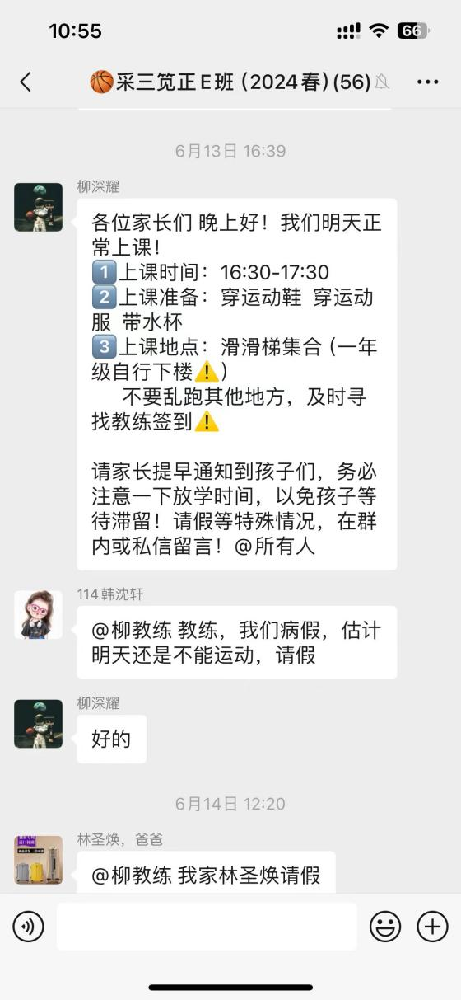 10:55
66
🏀采三笕正E班（2024春）(56)
6月13日 16:39
柳深耀
各位家长们 晚上好！我们明天正
常上课！
1️⃣上课时间：16:30-17:30
2️⃣上课准备：穿运动鞋 穿运动
服 带水杯
3️⃣上课地点：滑滑梯集合（一年
级自行下楼⚠️）
不要乱跑其他地方，及时寻
找教练签到⚠️
请家长提早通知到孩子们，务必
注意一下放学时间，以免孩子等
待滞留！请假等特殊情况，在群
内或私信留言！@所有人
114韩沈轩
@柳教练 教练，我们病假，估计
明天还是不能运动，请假
柳深耀
好的
6月14日 12:20
林圣焕，爸爸
@柳教练 我家林圣焕请假